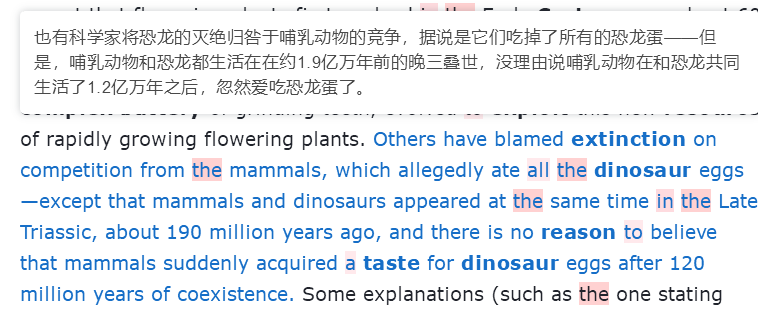 也有科学家将恐龙的灭绝归咎于哺乳动物的竞争，据说是它们吃掉了所有的恐龙蛋——但
是，哺乳动物和恐龙都生活在在约1.9亿万年前的晚三叠世，没理由说哺乳动物在和恐龙共同
生活了1.2亿万年之后，忽然爱吃恐龙蛋了。
of rapidly growing flowering plants. Others have blamed extinction on
competition from the mammals, which allegedly ate all the dinosaur eggs
—except that mammals and dinosaurs appeared at the same time in the Late
Triassic, about 190 million years ago, and there is no reason to believe
that mammals suddenly acquired a taste for dinosaur eggs after 120
million years of coexistence. Some explanations (such as the one stating